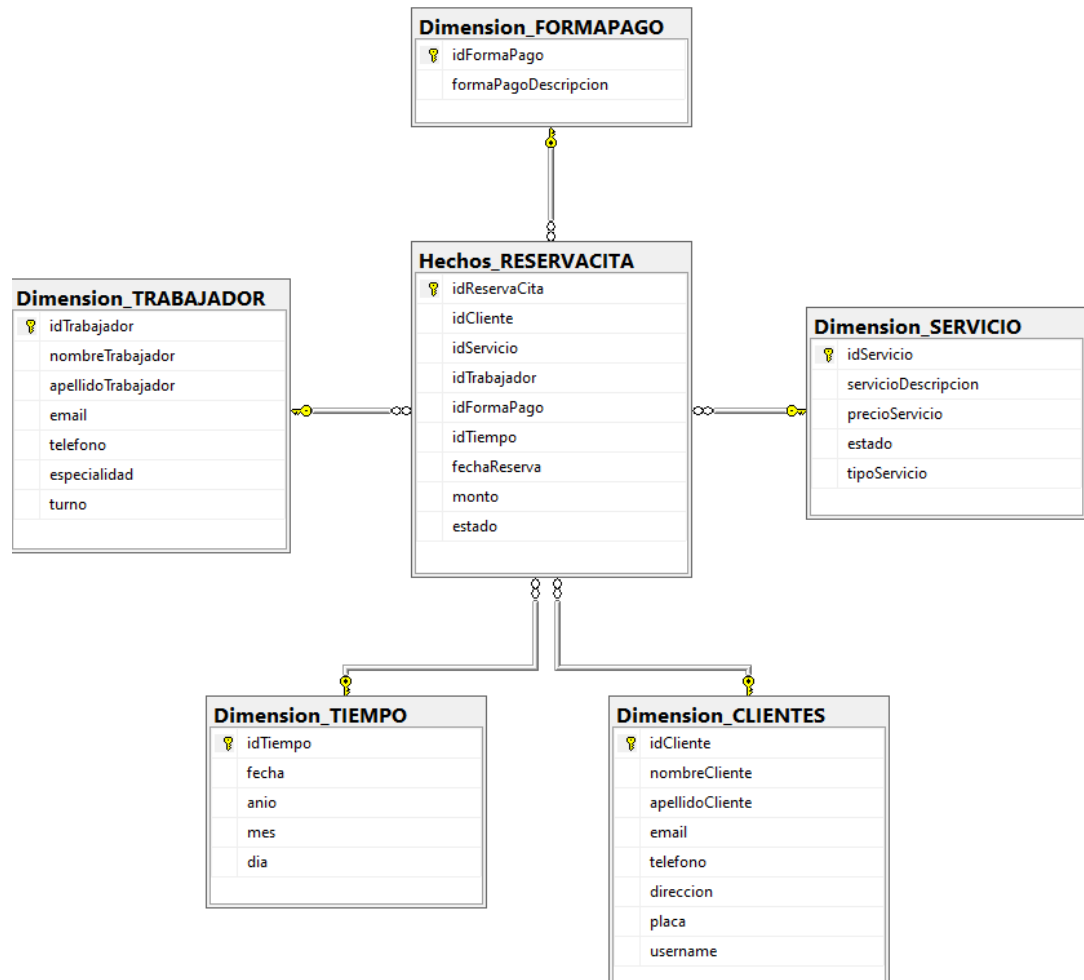 Dimension_FORMAPAGO
idFormaPago
formaPagoDescripcion
Hechos_RESERVACITA
idReservaCita
idCliente
idServicio
idTrabajador
idFormaPago
idTiempo
fechaReserva
monto
estado
Dimension_TRABAJADOR
idTrabajador
nombreTrabajador
apellidoTrabajador
email
telefono
especialidad
turno
Dimension_SERVICIO
idServicio
servicioDescripcion
precioServicio
estado
tipoServicio
Dimension_TIEMPO
idTiempo
fecha
anio
mes
dia
Dimension_CLIENTES
idCliente
nombreCliente
apellidoCliente
email
telefono
direccion
placa
username